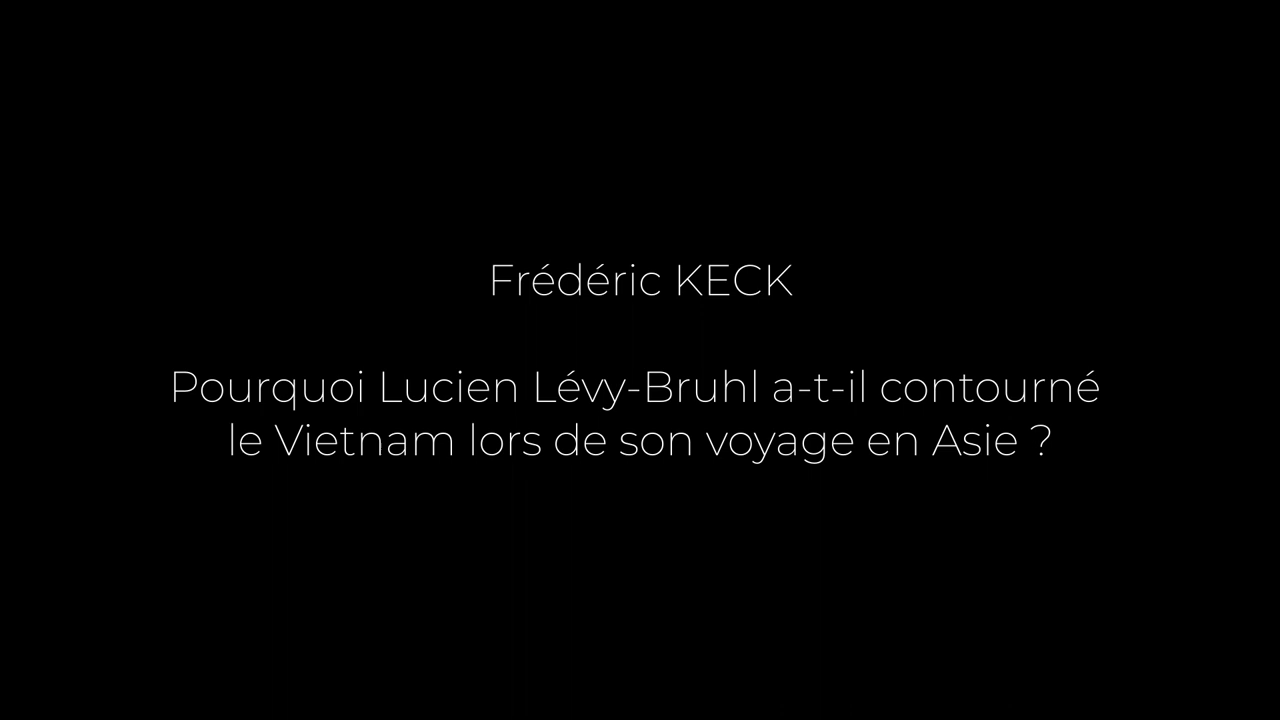 Frédéric KECK
Pourquoi Lucien Lévy-Bruhl a-t-il contourné
le Vietnam lors de son voyage en Asie ?